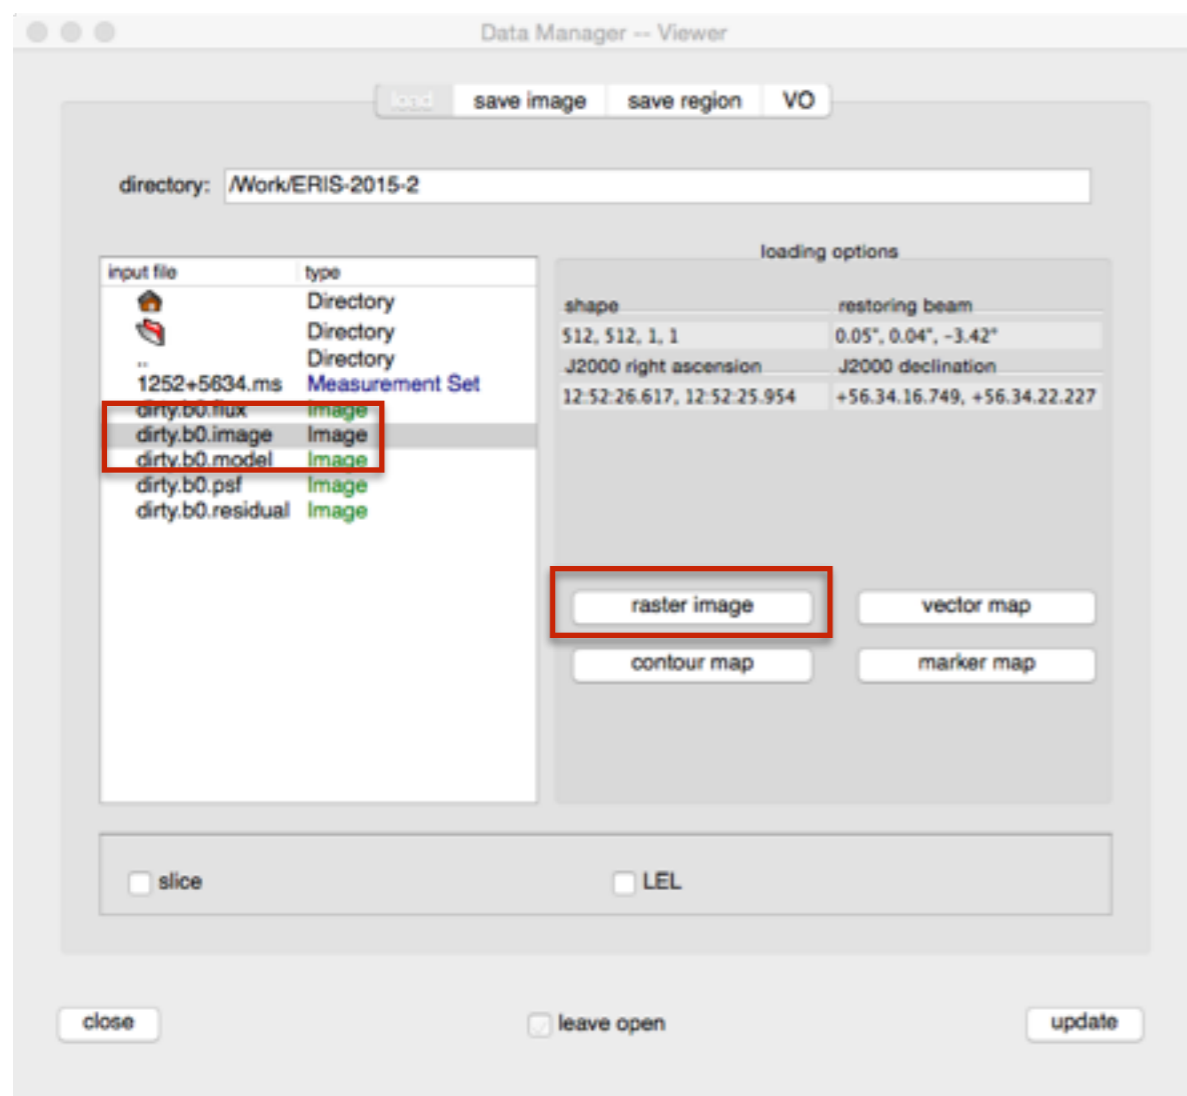 Data Manager -- Viewer
load save image save region VO
directory: /Work/ERIS-2015-2
loading options
input file type
Directory
Directory
.. Directory
1252+5634.ms Measurement Set
dirty.b0.flux Image
dirty.b0.image Image
dirty.b0.model Image
dirty.b0.psf Image
dirty.b0.residual Image
shape restoring beam
512, 512, 1, 1 0.05", 0.04", -3.42°
J2000 right ascension J2000 declination
12:52:26.617, 12:52:25.954 +56.34.16.749, +56.34.22.227
raster image vector map
contour map marker map
slice LEL
close leave open update